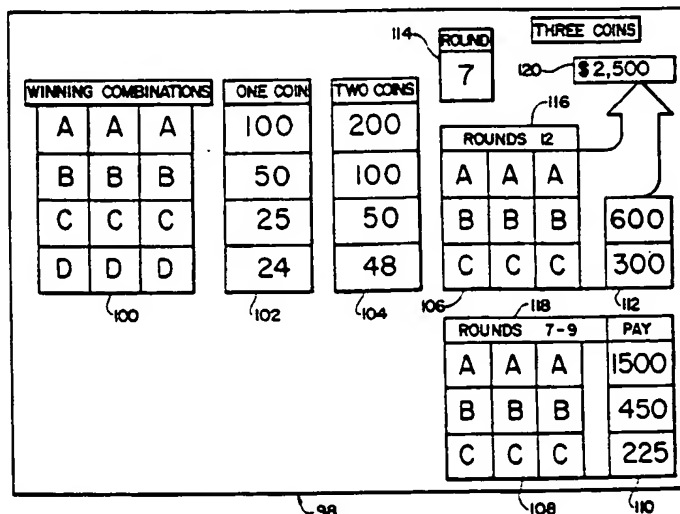 114 ROUND THREE COINS
7 120 $2,500
WINNING COMBINATIONS ONE COIN TWO COINS 116
A A A 100 200 ROUNDS 12
B B B 50 100 A A A
C C C 25 50 B B B 600
D D D 24 48 C C C 300
100 102 104 106 118 112
ROUNDS 7-9 PAY
A A A 1500
B B B 450
C C C 225
98 108 110